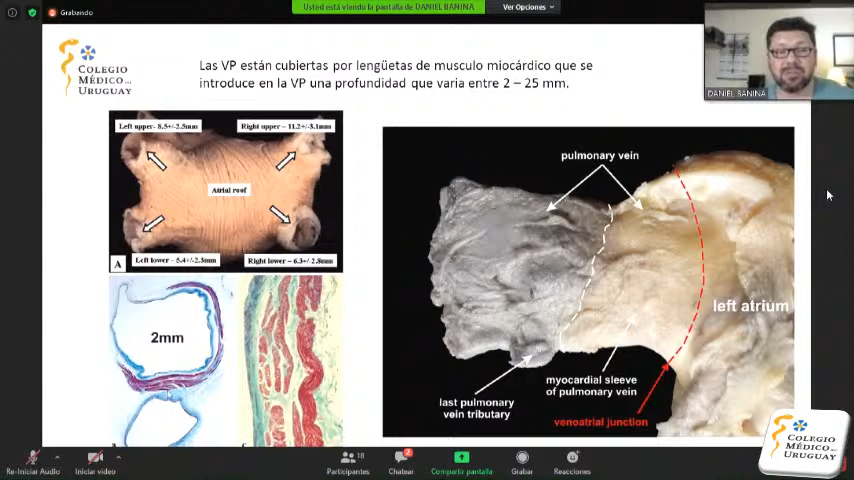 Grabando
Usted está viendo la pantalla de DANIEL BANINA
Ver Opciones
COLEGIO
MÉDICO DEL
URUGUAY
Las VP están cubiertas por lengüetas de musculo miocárdico que se
introduce en la VP una profundidad que varia entre 2 – 25 mm.
DANIEL BANINA
Left upper- 8.5+/-2.5mm
Right upper – 11.2+/-3.1mm
Atrial roof
Left lower – 5.4+/-2.3mm
Right lower – 6.3+/-2.8mm
A
2mm
pulmonary vein
left atrium
last pulmonary
vein tributary
myocardial sleeve
of pulmonary vein
venoatrial junction
COLEGIO
MÉDICO DEL
URUGUAY
Re-Iniciar Audio
Iniciar video
18
Participantes
2
Chatear
Compartir pantalla
Grabar
Reacciones